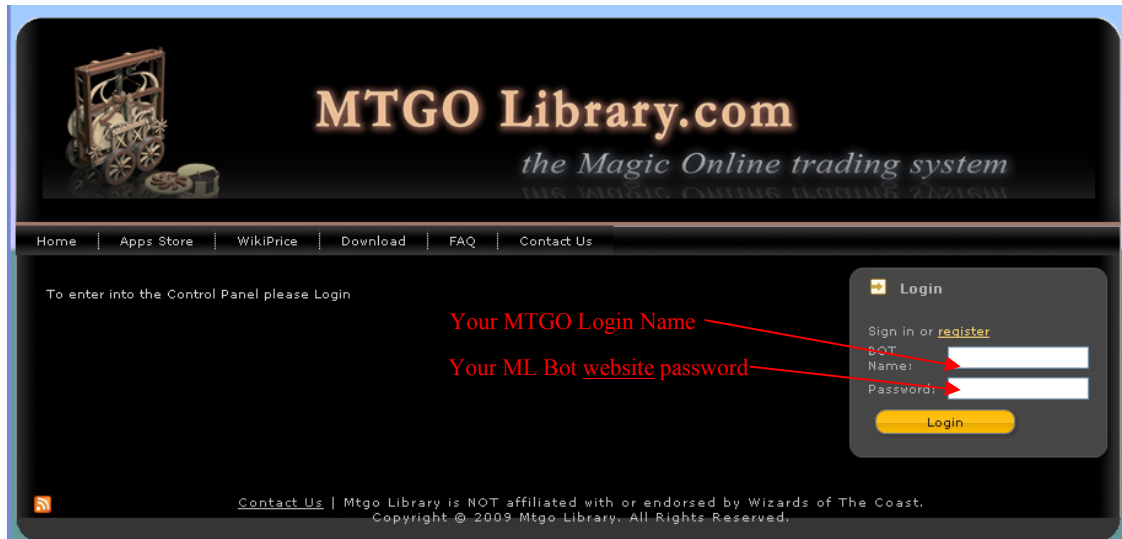 MTGO Library.com
the Magic Online trading system
Home Apps Store WikiPrice Download FAQ Contact Us
To enter into the Control Panel please Login
Login
Your MTGO Login Name
Sign in or register
BOT Name:
Your ML Bot website password
Password:
Login
Contact Us | Mtgo Library is NOT affiliated with or endorsed by Wizards of The Coast.
Copyright @ 2009 Mtgo Library. All Rights Reserved.